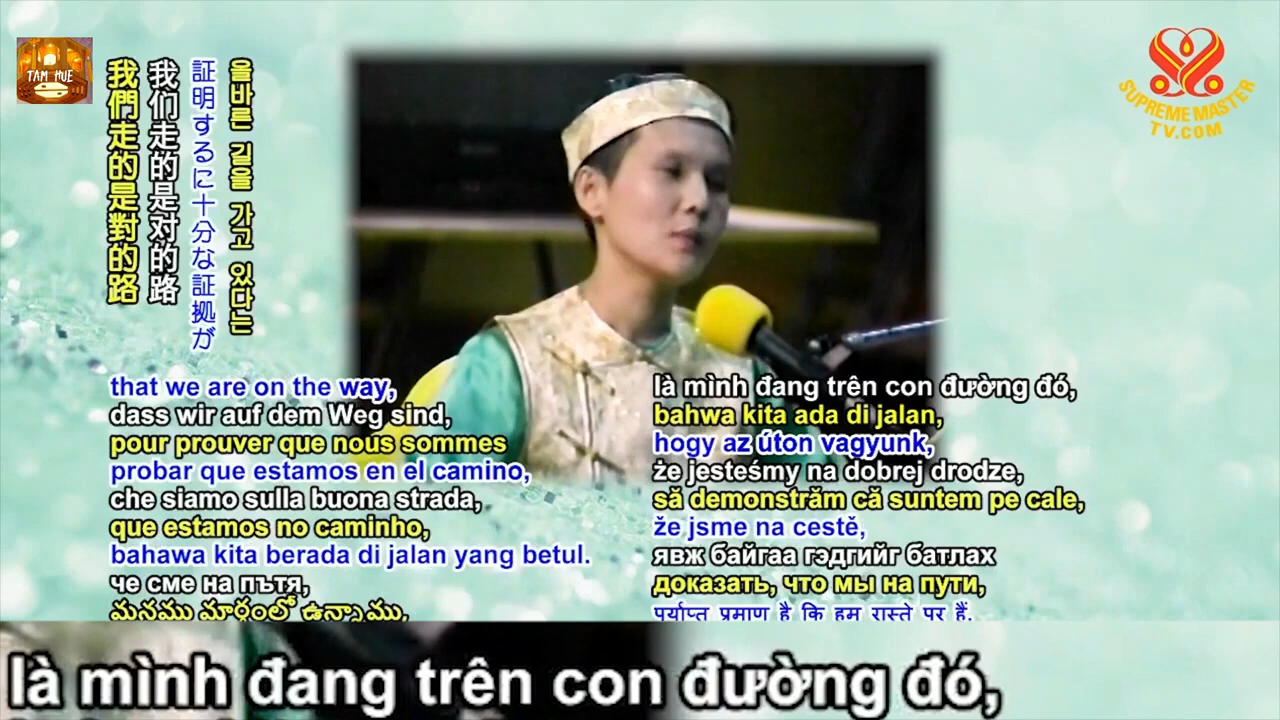 TAM HUE
SUPREME MASTER
TV.COM
我們走的是對的路
我们走的是对的路
証明するに十分な証拠が
올바른 길을 가고 있다는
that we are on the way,
dass wir auf dem Weg sind,
pour prouver que nous sommes
probar que estamos en el camino,
che siamo sulla buona strada,
que estamos no caminho,
bahawa kita berada di jalan yang betul.
че сме на пътя,
మనము మార్గంలో ఉన్నాము,
là mình đang trên con đường đó,
bahwa kita ada di jalan,
hogy az úton vagyunk,
że jesteśmy na dobrej drodze,
să demonstrăm că suntem pe cale,
že jsme na cestě,
явж байгаа гэдгийг батлах
доказать, что мы на пути,
पर्याप्त प्रमाण है कि हम रास्ते पर हैं,
là mình đang trên con đường đó,